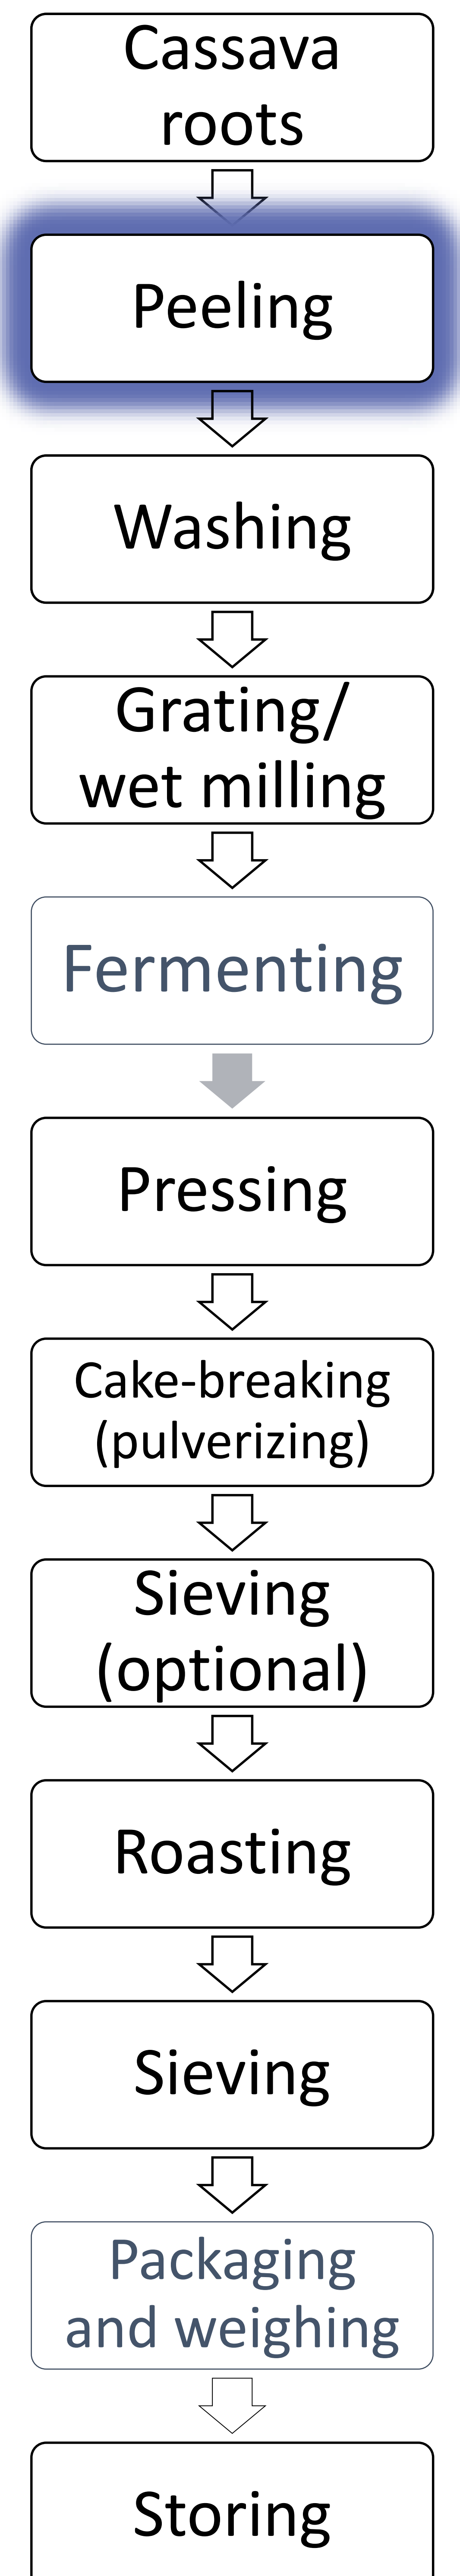 Cassava
roots
Peeling
Washing
Grating/
wet milling
Fermenting
Pressing
Cake-breaking
(pulverizing)
Sieving
(optional)
Roasting
Sieving
Packaging
and weighing
Storing